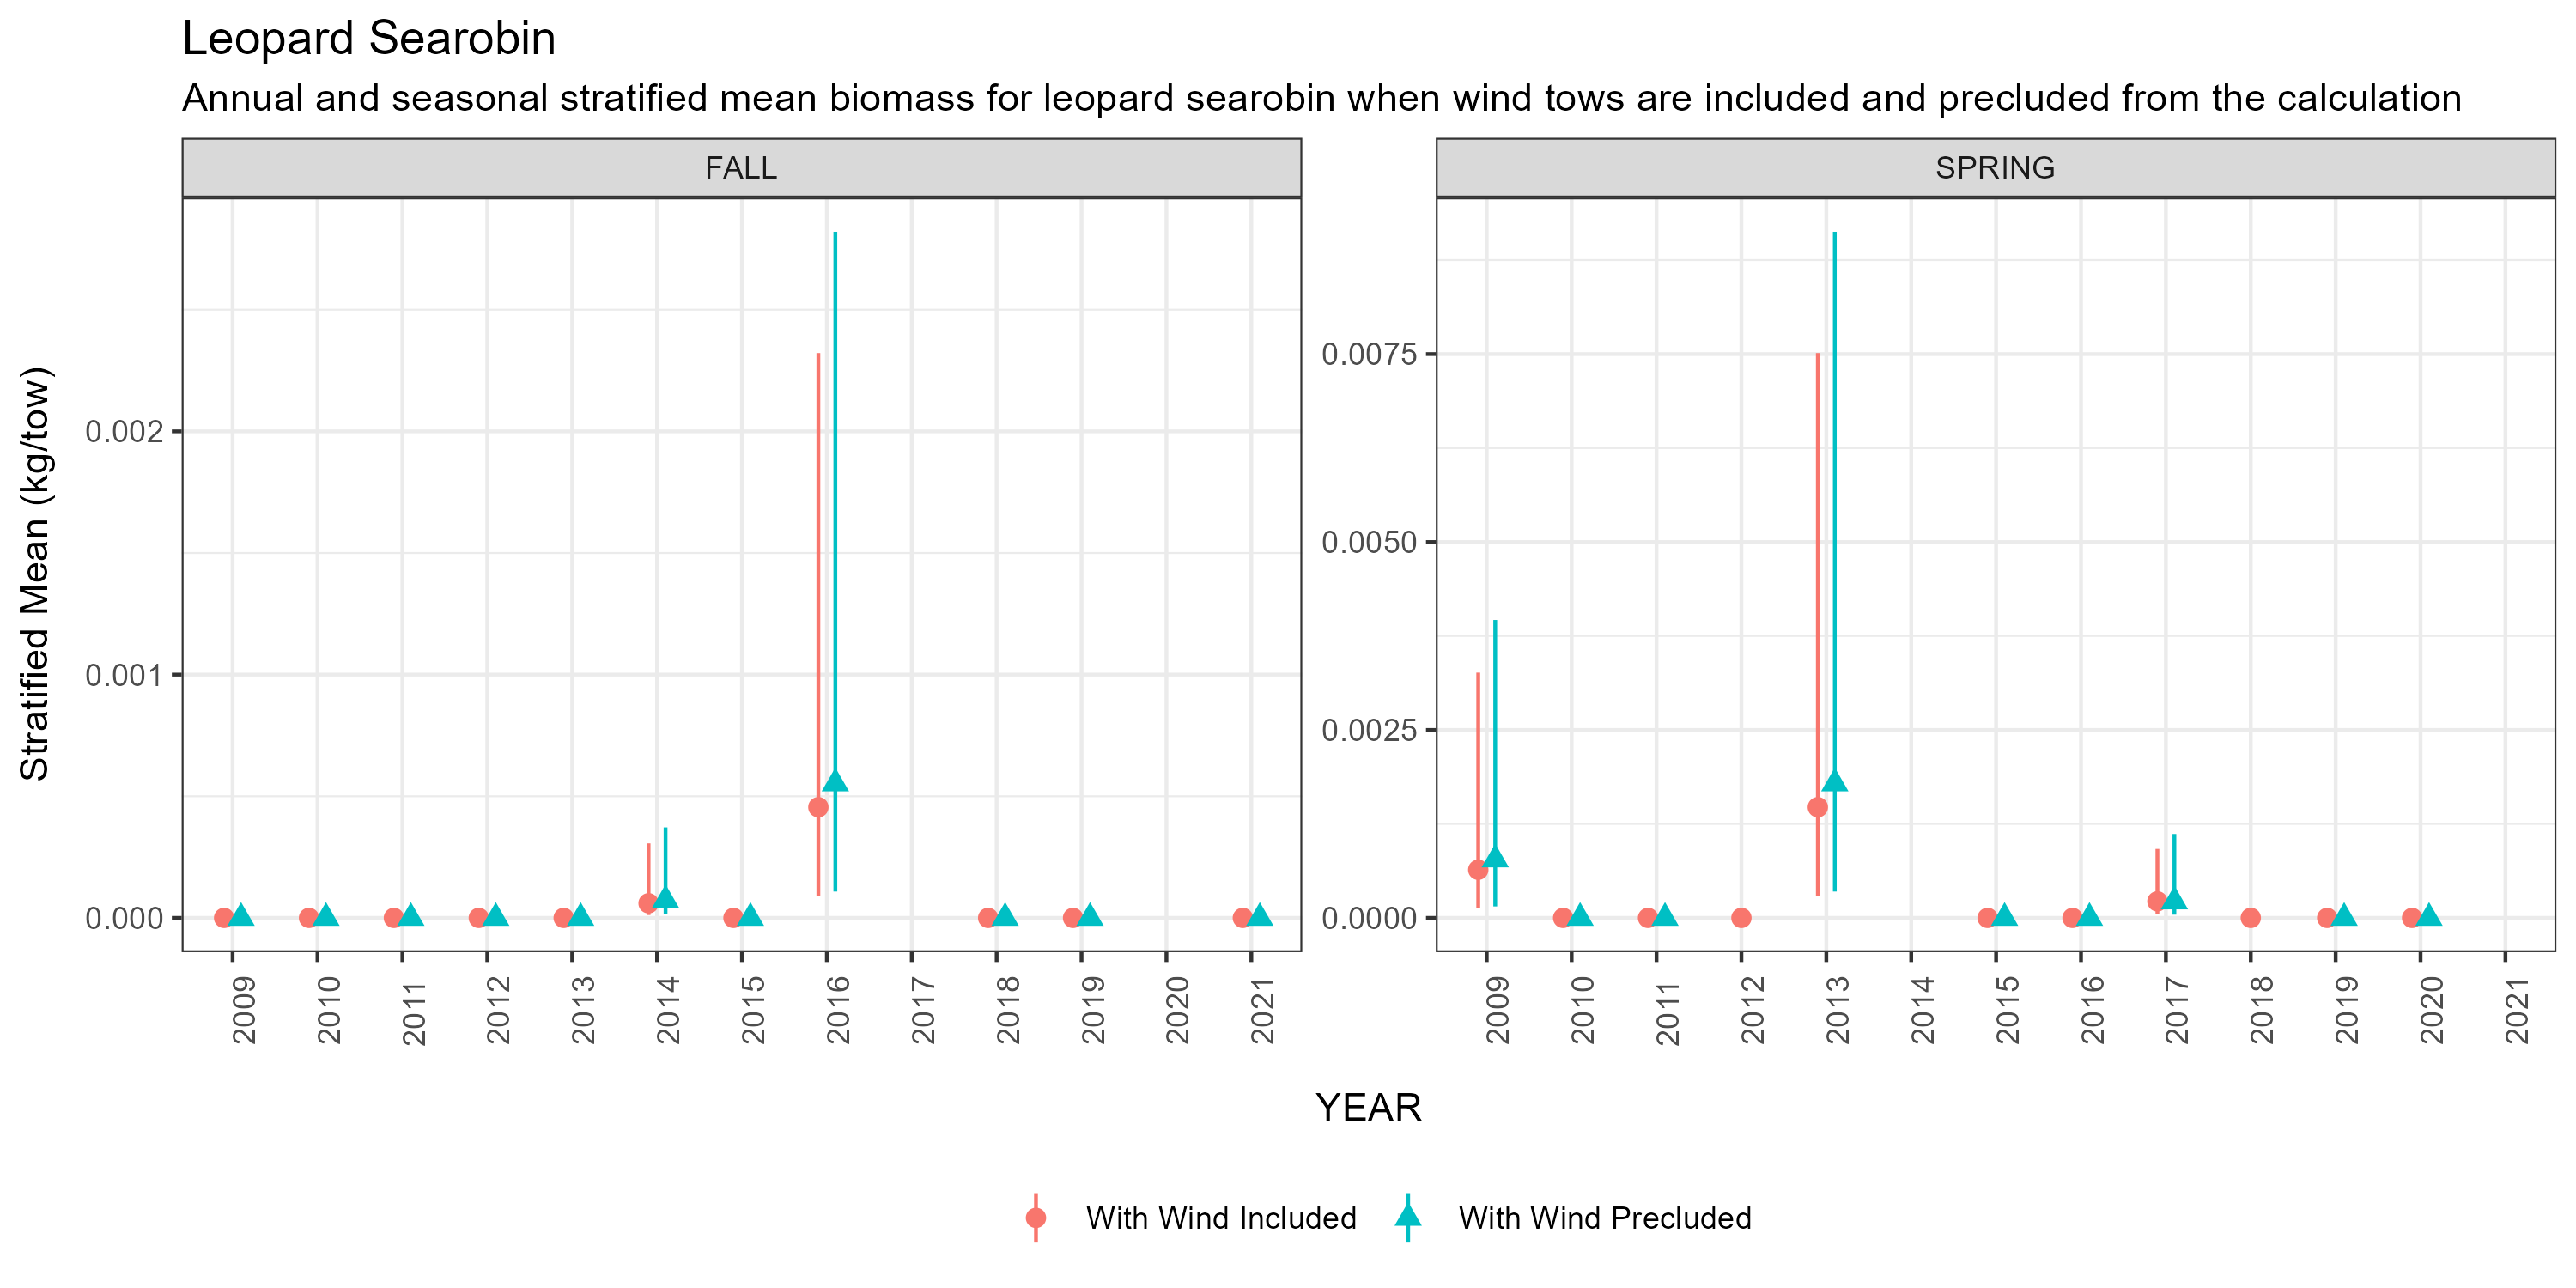 Leopard Searobin
Annual and seasonal stratified mean biomass for leopard searobin when wind tows are included and precluded from the calculation
FALL
SPRING
Stratified Mean (kg/tow)
0.002
0.001
0.000
0.0075
0.0050
0.0025
0.0000
2009 2010 2011 2012 2013 2014 2015 2016 2017 2018 2019 2020 2021
2009 2010 2011 2012 2013 2014 2015 2016 2017 2018 2019 2020 2021
YEAR
With Wind Included
With Wind Precluded